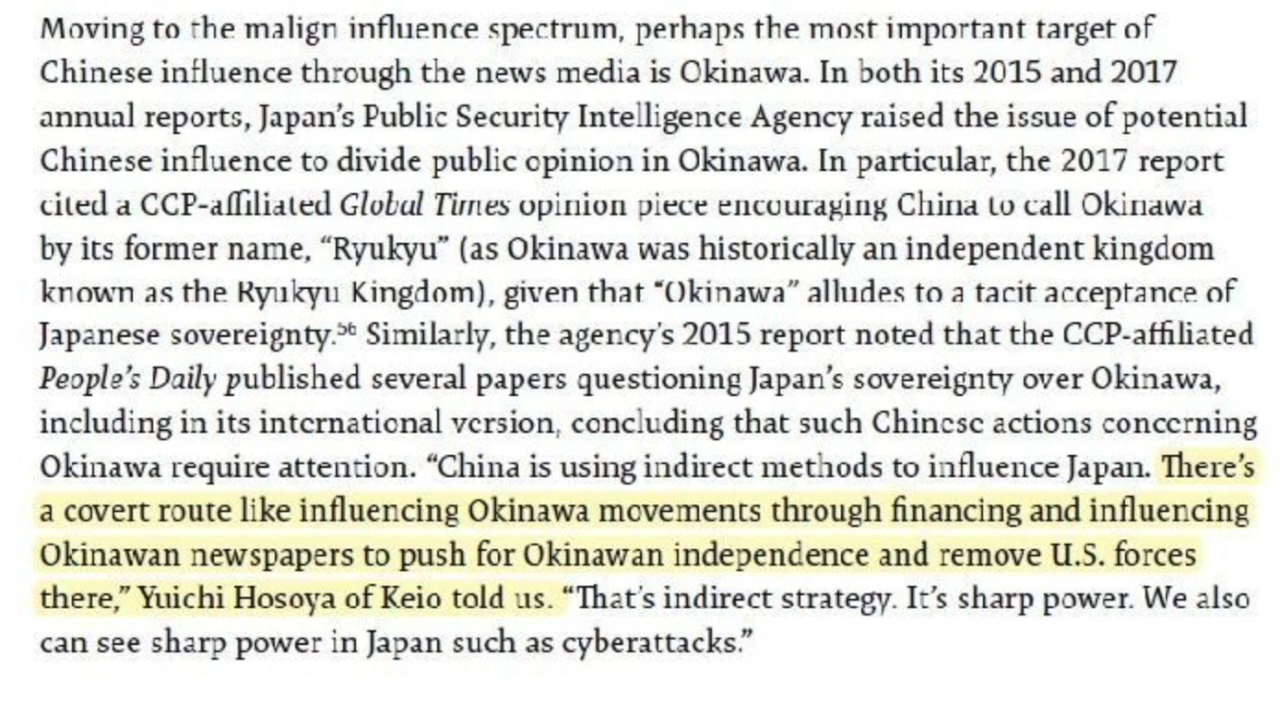 Moving to the malign influence spectrum, perhaps the most important target of
Chinese influence through the news media is Okinawa. In both its 2015 and 2017
annual reports, Japan’s Public Security Intelligence Agency raised the issue of potential
Chinese influence to divide public opinion in Okinawa. In particular, the 2017 report
cited a CCP-affiliated Global Times opinion piece encouraging China to call Okinawa
by its former name, “Ryukyu” (as Okinawa was historically an independent kingdom
known as the Ryukyu Kingdom), given that “Okinawa” alludes to a tacit acceptance of
Japanese sovereignty.⁵⁶ Similarly, the agency’s 2015 report noted that the CCP-affiliated
People’s Daily published several papers questioning Japan’s sovereignty over Okinawa,
including in its international version, concluding that such Chinese actions concerning
Okinawa require attention. “China is using indirect methods to influence Japan. There’s
a covert route like influencing Okinawa movements through financing and influencing
Okinawan newspapers to push for Okinawan independence and remove U.S. forces
there,” Yuichi Hosoya of Keio told us. “That’s indirect strategy. It’s sharp power. We also
can see sharp power in Japan such as cyberattacks.”